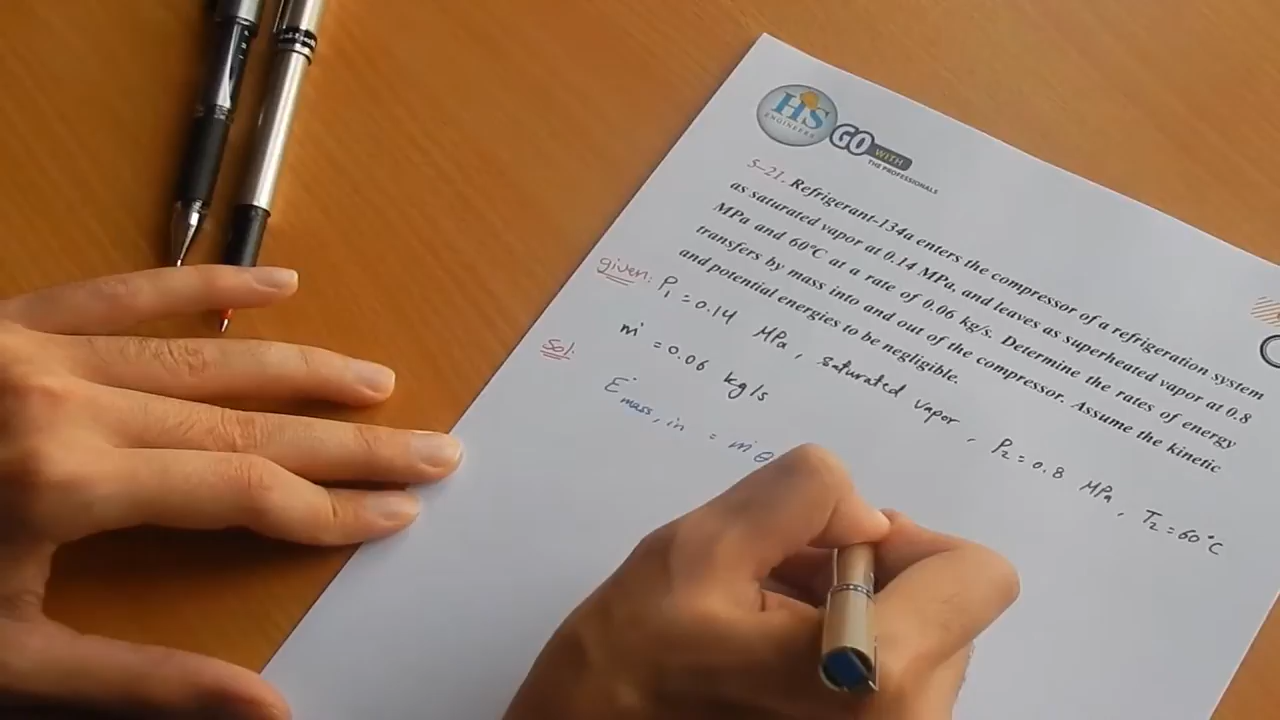 HS
ENGINEERS
GO WITH
THE PROFESSIONALS
5-21. Refrigerant-134a enters the compressor of a refrigeration system
as saturated vapor at 0.14 MPa, and leaves as superheated vapor at 0.8
MPa and 60°C at a rate of 0.06 kg/s. Determine the rates of energy
transfers by mass into and out of the compressor. Assume the kinetic
and potential energies to be negligible.
given: P₁ = 0.14 MPa, saturated vapor, P₂ = 0.8 MPa, T₂ = 60°C
ṁ = 0.06 kg/s
Sol:
Ė mass, in = ṁ θ